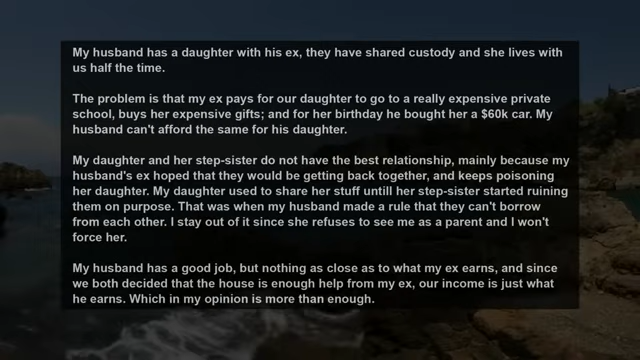 My husband has a daughter with his ex, they have shared custody and she lives with
us half the time.
The problem is that my ex pays for our daughter to go to a really expensive private
school, buys her expensive gifts; and for her birthday he bought her a $60k car. My
husband can't afford the same for his daughter.
My daughter and her step-sister do not have the best relationship, mainly because my
husband's ex hoped that they would be getting back together, and keeps poisoning
her daughter. My daughter used to share her stuff untill her step-sister started ruining
them on purpose. That was when my husband made a rule that they can't borrow
from each other. I stay out of it since she refuses to see me as a parent and I won't
force her.
My husband has a good job, but nothing as close as to what my ex earns, and since
we both decided that the house is enough help from my ex, our income is just what
he earns. Which in my opinion is more than enough.